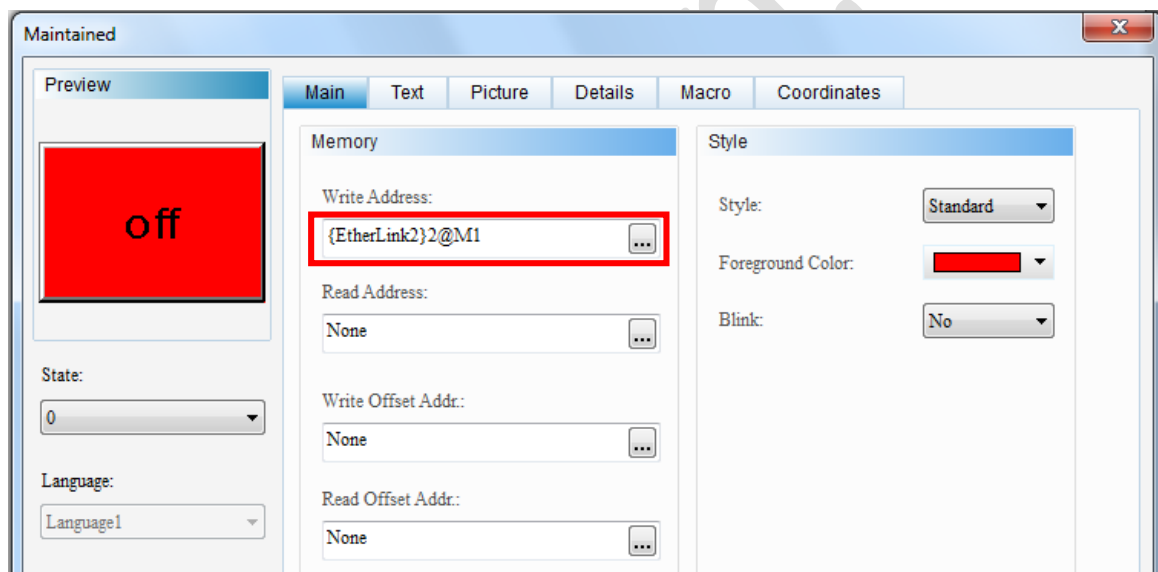 Maintained
Preview
off
State:
0
Language:
Language1
Main Text Picture Details Macro Coordinates
Memory
Write Address:
{EtherLink2}2@M1
...
Read Address:
None
...
Write Offset Addr.:
None
...
Read Offset Addr.:
None
...
Style
Style:
Standard
Foreground Color:
Blink:
No